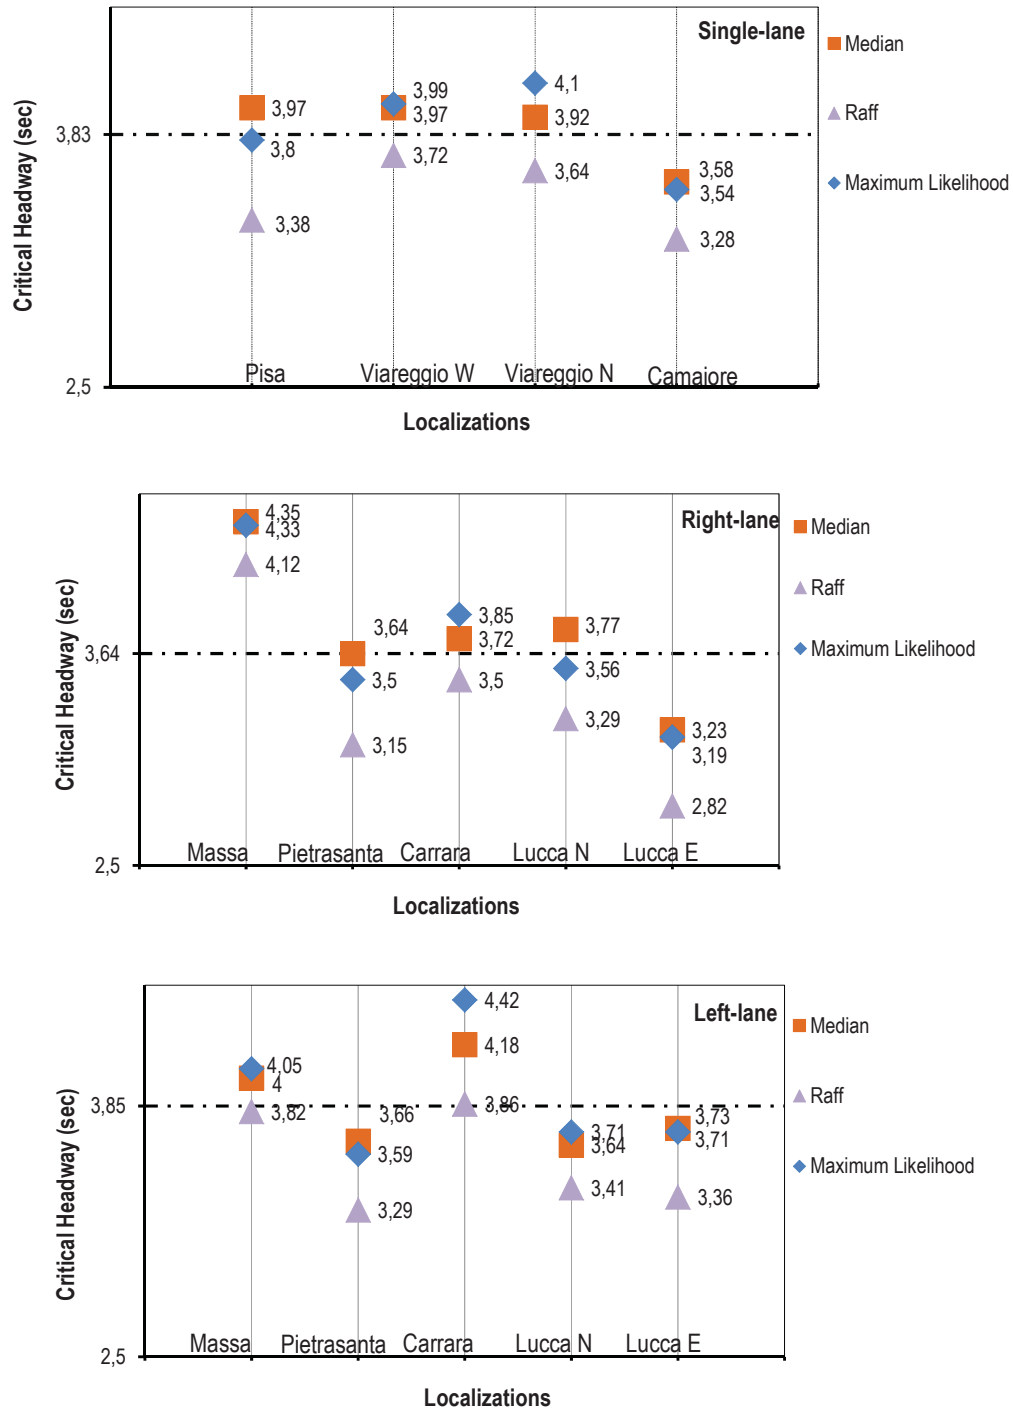 Single-lane
Median
Raff
Maximum Likelihood
Critical Headway (sec)
3,83
2,5
3,97
3,8
3,38
3,99
3,97
3,72
4,1
3,92
3,64
3,58
3,54
3,28
Pisa
Viareggio W
Viareggio N
Camaiore
Localizations
Right-lane
Median
Raff
Maximum Likelihood
Critical Headway (sec)
3,64
2,5
4,35
4,33
4,12
3,64
3,5
3,15
3,85
3,72
3,5
3,77
3,56
3,29
3,23
3,19
2,82
Massa
Pietrasanta
Carrara
Lucca N
Lucca E
Localizations
Left-lane
Median
Raff
Maximum Likelihood
Critical Headway (sec)
3,85
2,5
4,05
4
3,82
3,66
3,59
3,29
4,42
4,18
3,86
3,71
3,64
3,41
3,73
3,71
3,36
Massa
Pietrasanta
Carrara
Lucca N
Lucca E
Localizations